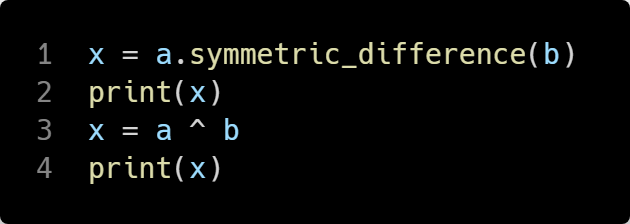 1 x = a.symmetric_difference(b)
2 print(x)
3 x = a ^ b
4 print(x)